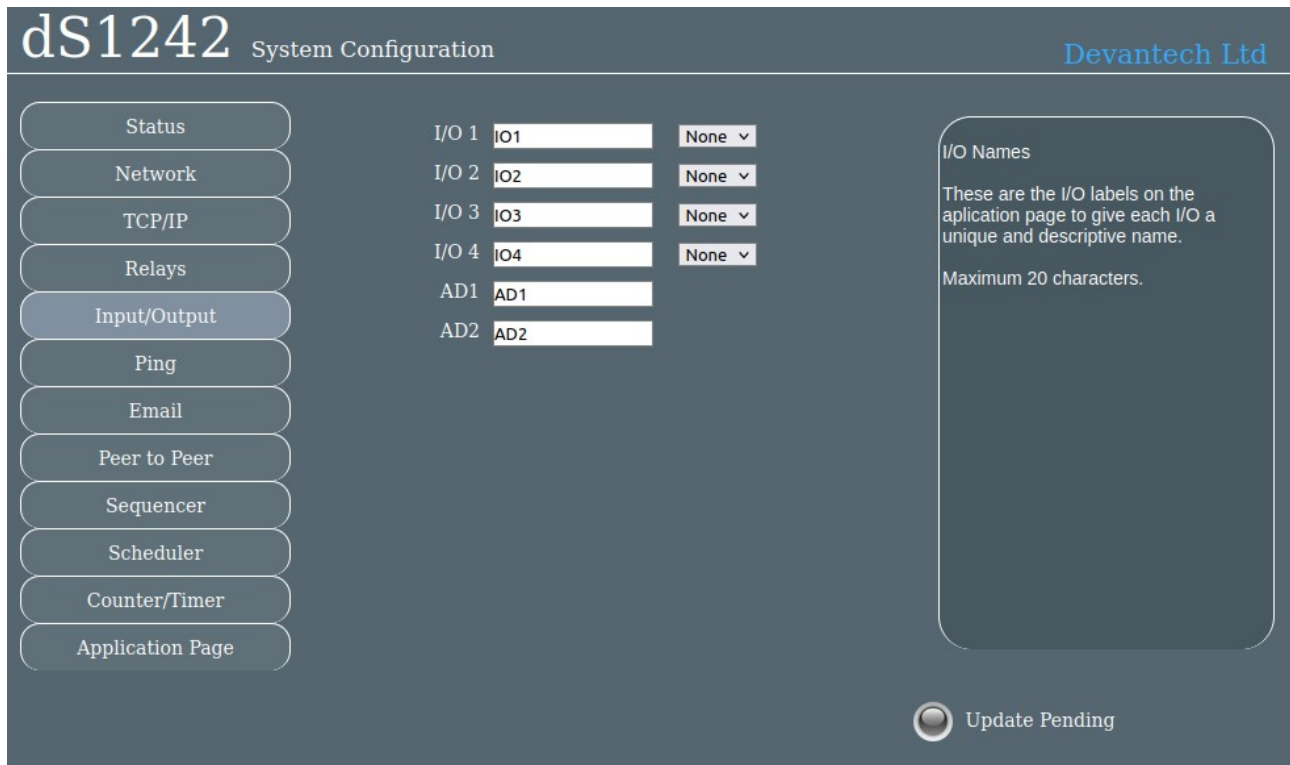 dS1242 System Configuration
Devantech Ltd
Status
Network
TCP/IP
Relays
Input/Output
Ping
Email
Peer to Peer
Sequencer
Scheduler
Counter/Timer
Application Page
I/O 1 IO1 None
I/O 2 IO2 None
I/O 3 IO3 None
I/O 4 IO4 None
AD1 AD1
AD2 AD2
I/O Names
These are the I/O labels on the
aplication page to give each I/O a
unique and descriptive name.
Maximum 20 characters.
Update Pending